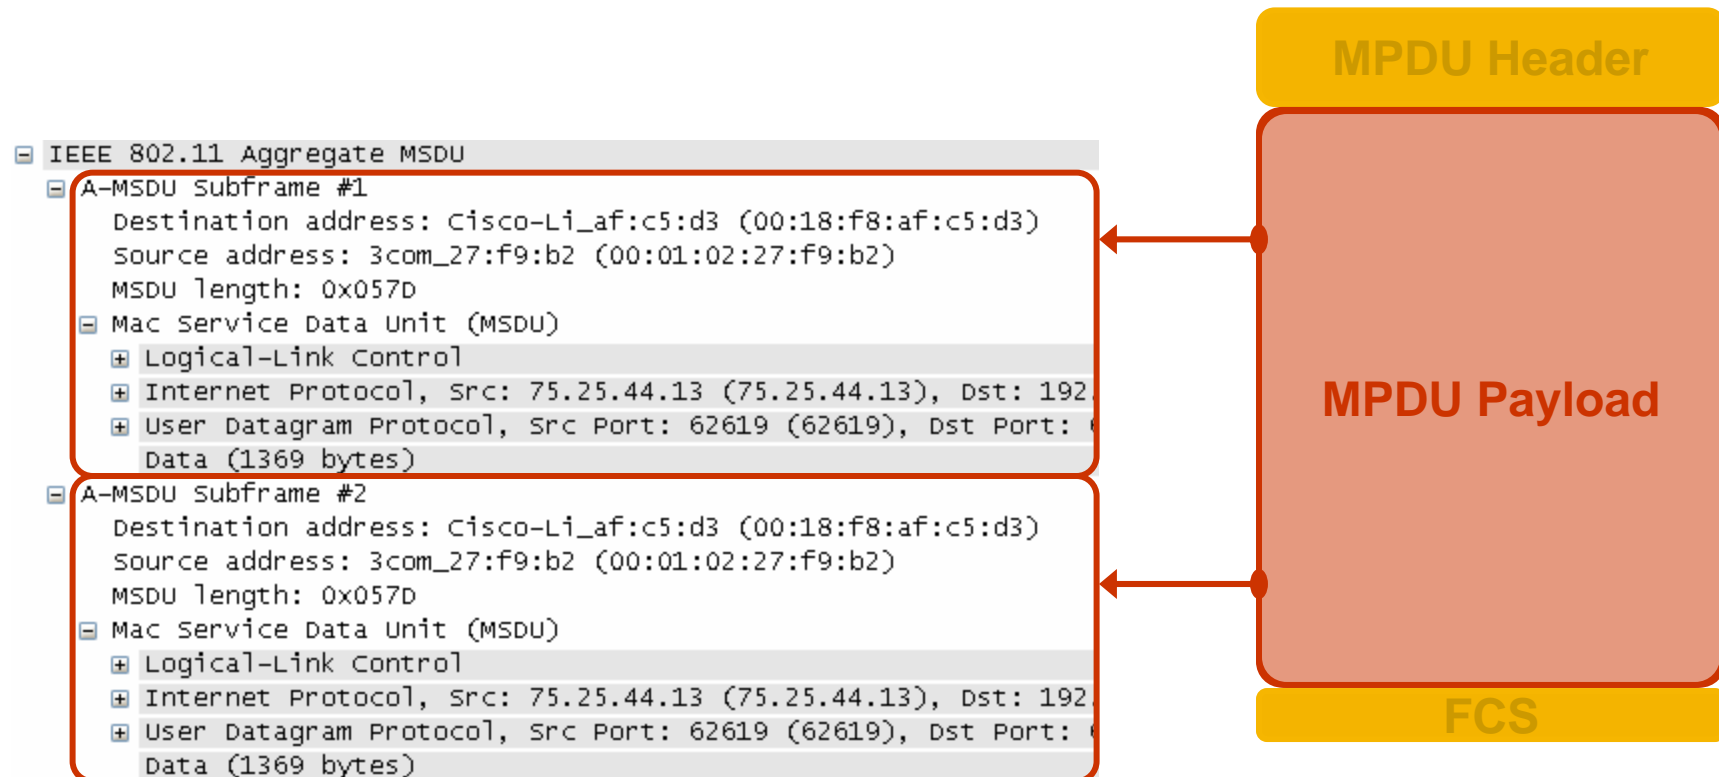 MPDU Header
IEEE 802.11 Aggregate MSDU
A-MSDU Subframe #1
Destination address: Cisco-Li_af:c5:d3 (00:18:f8:af:c5:d3)
Source address: 3com_27:f9:b2 (00:01:02:27:f9:b2)
MSDU length: 0x057D
Mac Service Data Unit (MSDU)
Logical-Link Control
Internet Protocol, Src: 75.25.44.13 (75.25.44.13), Dst: 192.
User Datagram Protocol, Src Port: 62619 (62619), Dst Port:
Data (1369 bytes)
A-MSDU Subframe #2
Destination address: Cisco-Li_af:c5:d3 (00:18:f8:af:c5:d3)
Source address: 3com_27:f9:b2 (00:01:02:27:f9:b2)
MSDU length: 0x057D
Mac Service Data Unit (MSDU)
Logical-Link Control
Internet Protocol, Src: 75.25.44.13 (75.25.44.13), Dst: 192.
User Datagram Protocol, Src Port: 62619 (62619), Dst Port:
Data (1369 bytes)
MPDU Payload
FCS